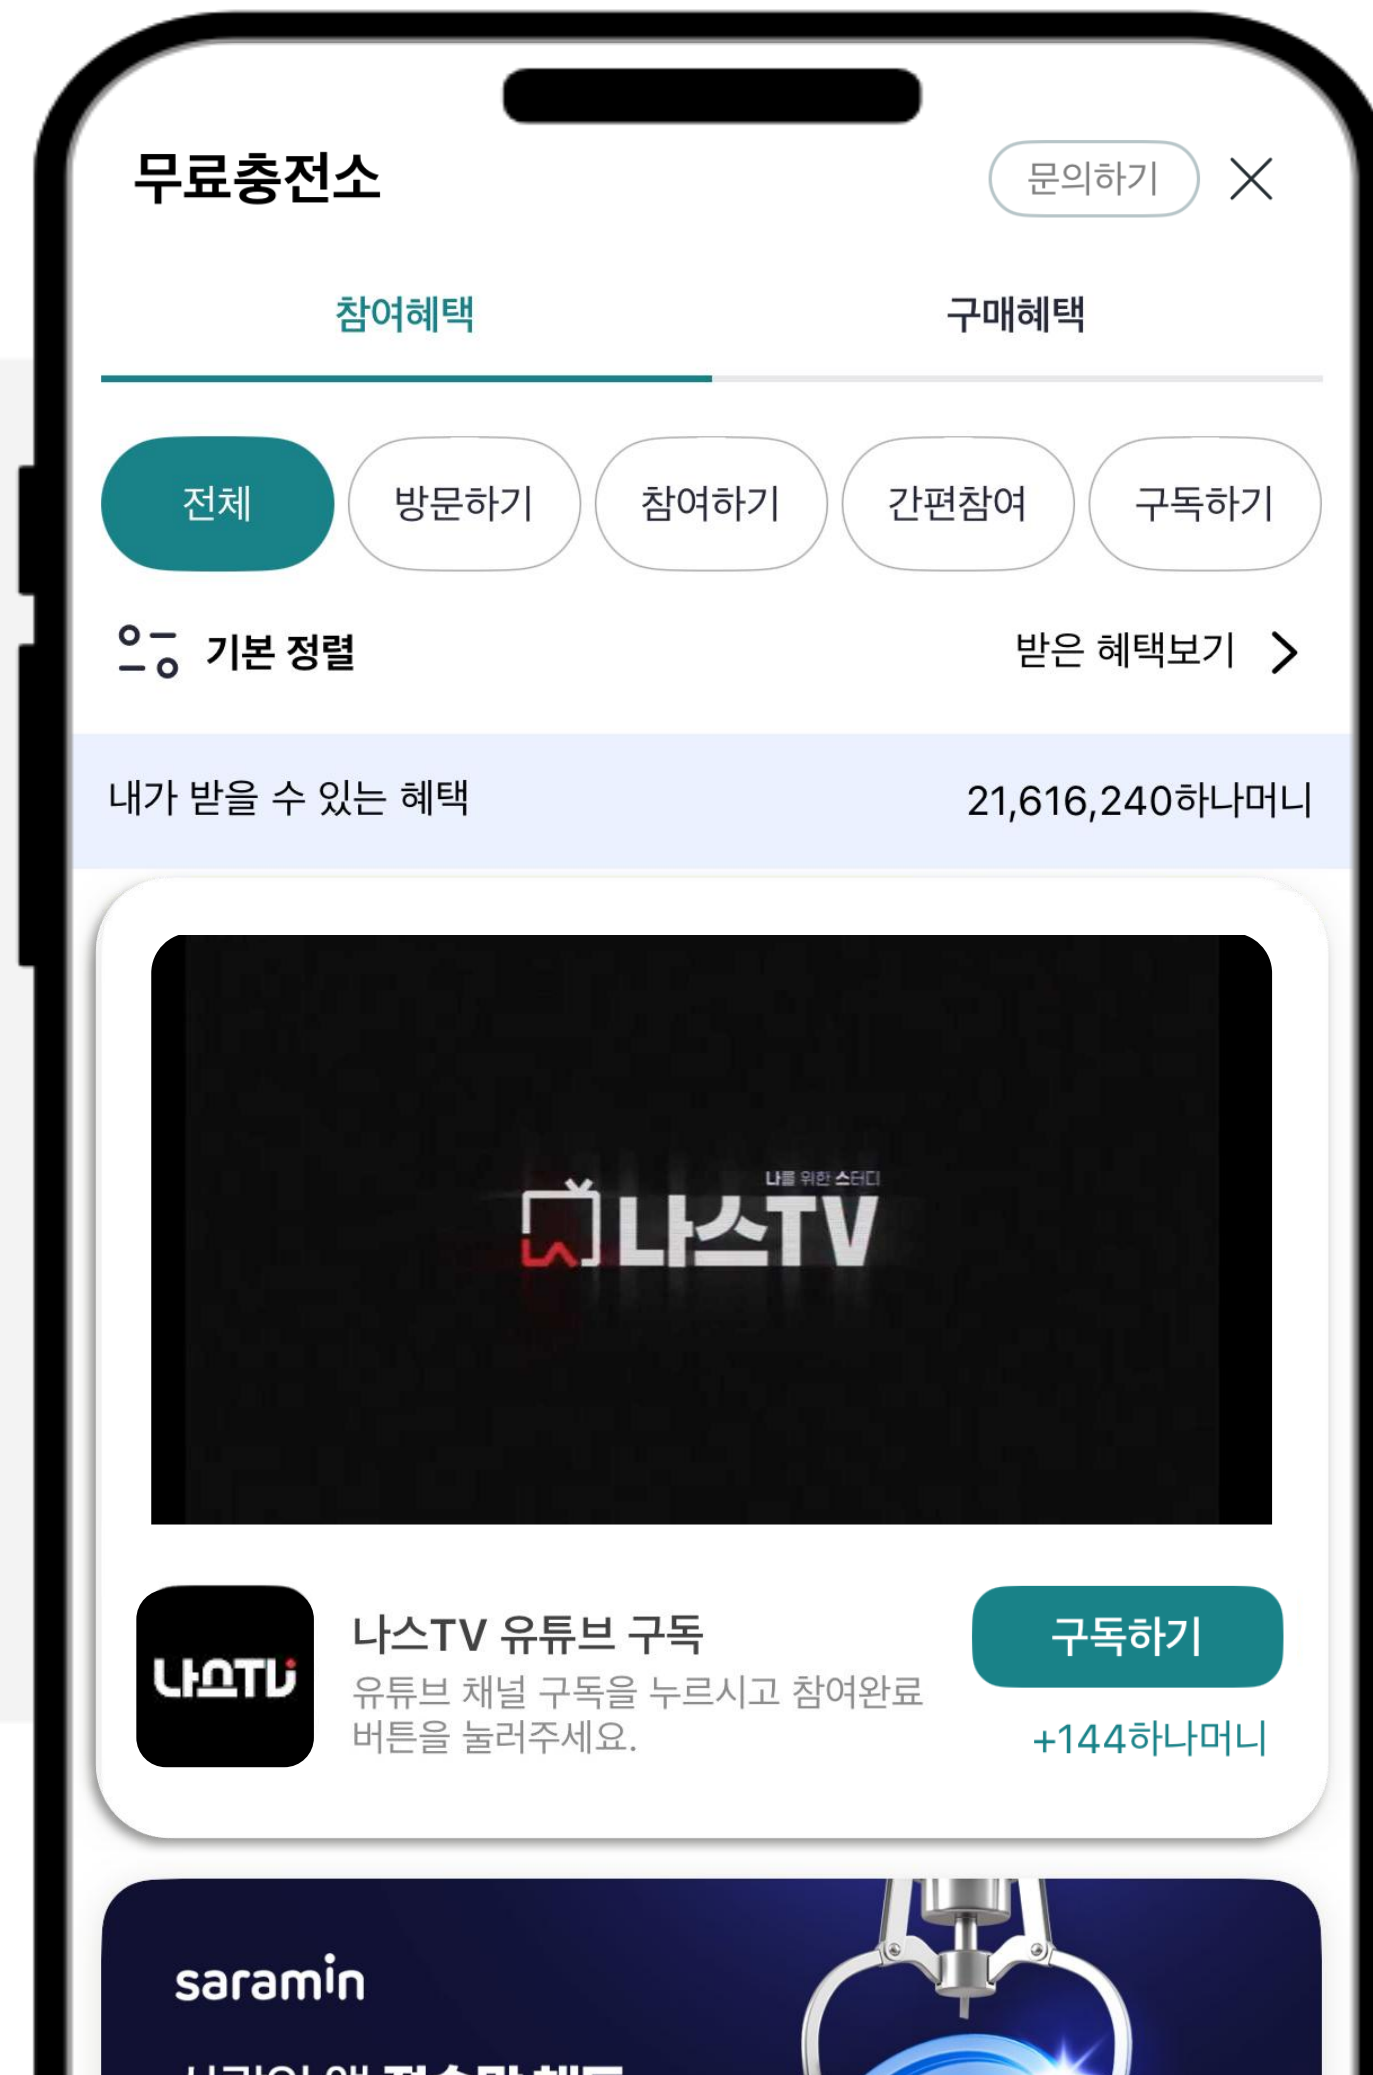 무료충전소
문의하기
참여혜택
구매혜택
전체
방문하기
참여하기
간편참여
구독하기
기본 정렬
받은 혜택보기
내가 받을 수 있는 혜택
21,616,240하나머니
나를 위한 스터디
나스TV
나스TV
나스TV 유튜브 구독
유튜브 채널 구독을 누르시고 참여완료
버튼을 눌러주세요.
구독하기
+144하나머니
saramin